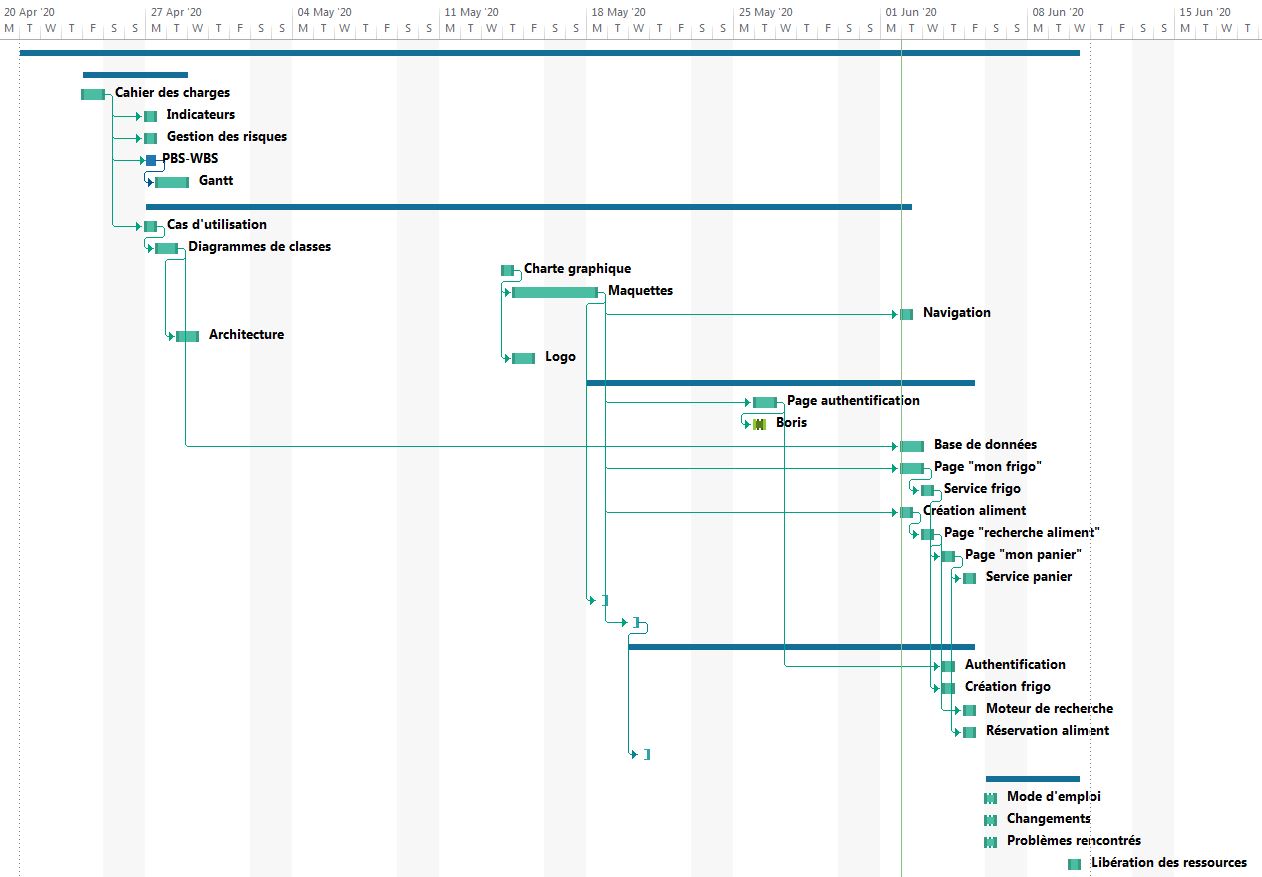 20 Apr '20 27 Apr '20 04 May '20 11 May '20 18 May '20 25 May '20 01 Jun '20 08 Jun '20 15 Jun '20
M T W T F S S M T W T F S S M T W T F S S M T W T F S S M T W T F S S M T W T F S S M T W T F S S M T W T F S S M T W T
Cahier des charges
Indicateurs
Gestion des risques
PBS-WBS
Gantt
Cas d'utilisation
Diagrammes de classes
Charte graphique
Maquettes
Navigation
Architecture
Logo
Page authentification
Boris
Base de données
Page "mon frigo"
Service frigo
Création aliment
Page "recherche aliment"
Page "mon panier"
Service panier
Authentification
Création frigo
Moteur de recherche
Réservation aliment
Mode d'emploi
Changements
Problèmes rencontrés
Libération des ressources